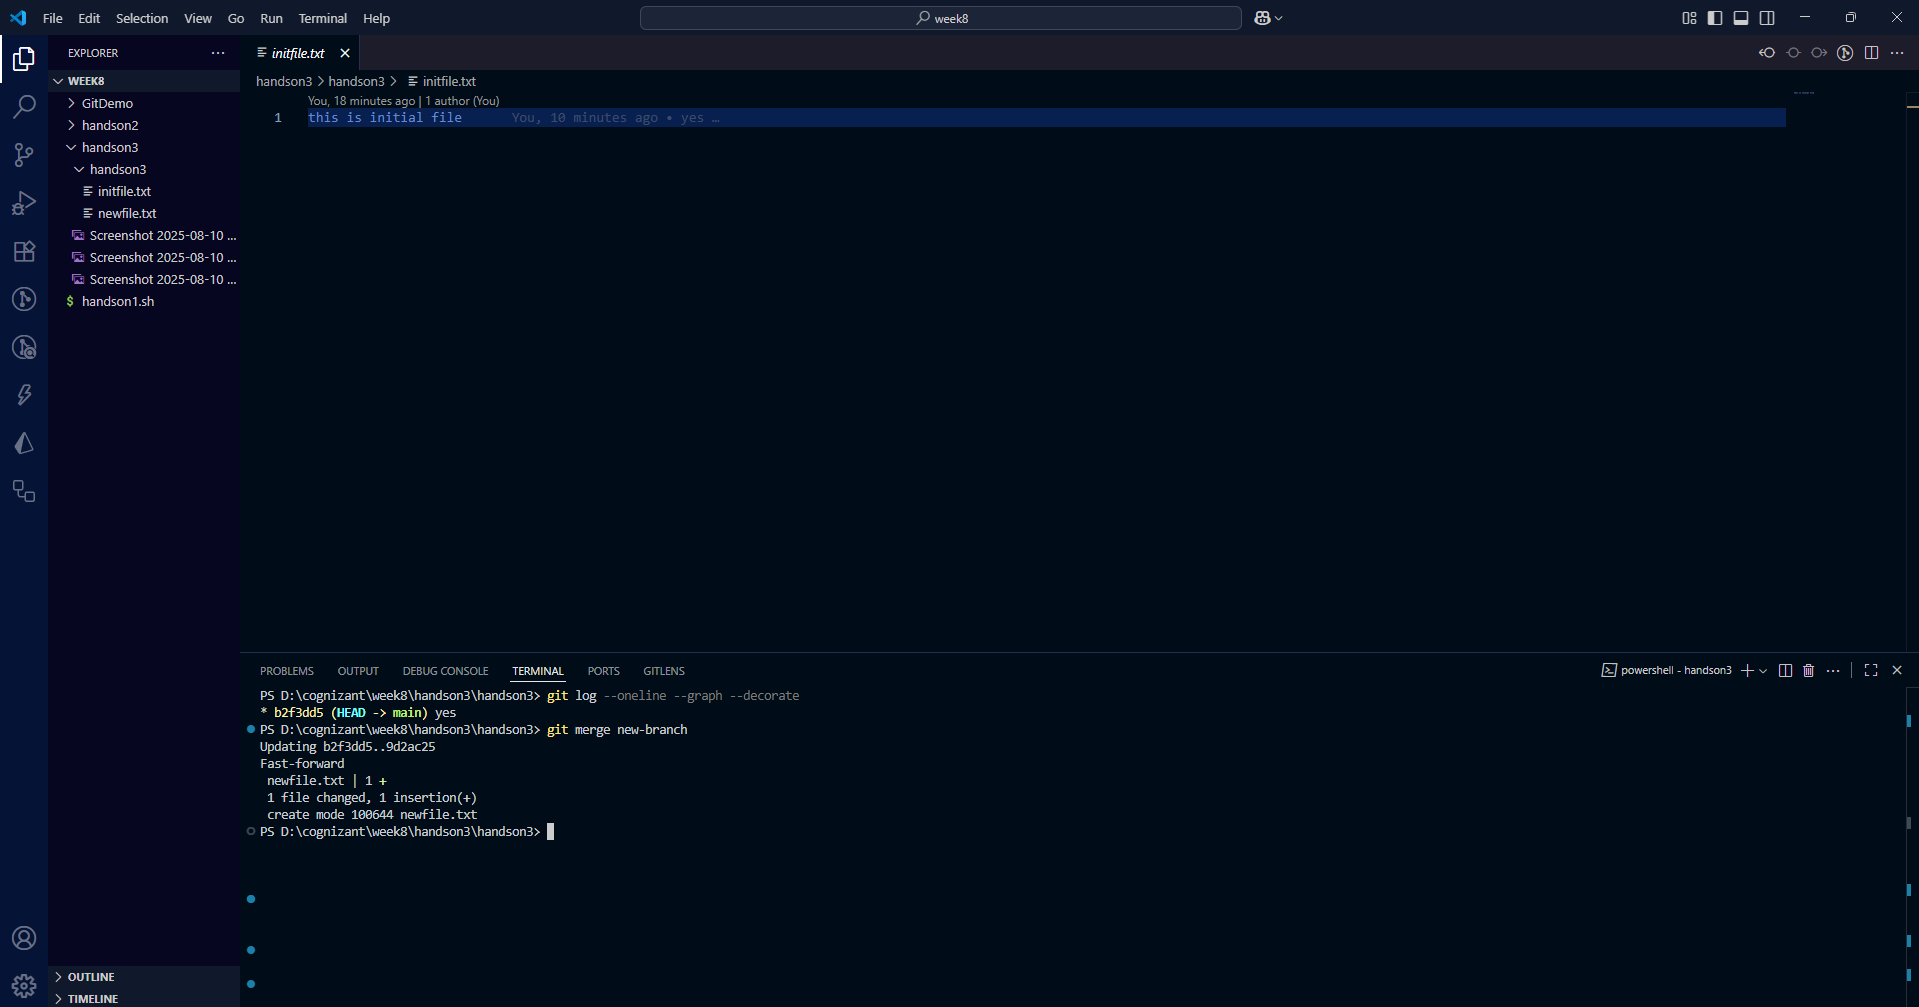 File Edit Selection View Go Run Terminal Help
week8
EXPLORER
WEEK8
GitDemo
handson2
handson3
handson3
initfile.txt
newfile.txt
Screenshot 2025-08-10 ...
Screenshot 2025-08-10 ...
Screenshot 2025-08-10 ...
$ handson1.sh
OUTLINE
TIMELINE
initfile.txt
handson3 > handson3 > initfile.txt
You, 18 minutes ago | 1 author (You)
1 this is initial file You, 10 minutes ago • yes …
PROBLEMS OUTPUT DEBUG CONSOLE TERMINAL PORTS GITLENS
powershell - handson3
PS D:\cognizant\week8\handson3\handson3> git log --oneline --graph --decorate
* b2f3dd5 (HEAD -> main) yes
PS D:\cognizant\week8\handson3\handson3> git merge new-branch
Updating b2f3dd5..9d2ac25
Fast-forward
newfile.txt | 1 +
1 file changed, 1 insertion(+)
create mode 100644 newfile.txt
PS D:\cognizant\week8\handson3\handson3>